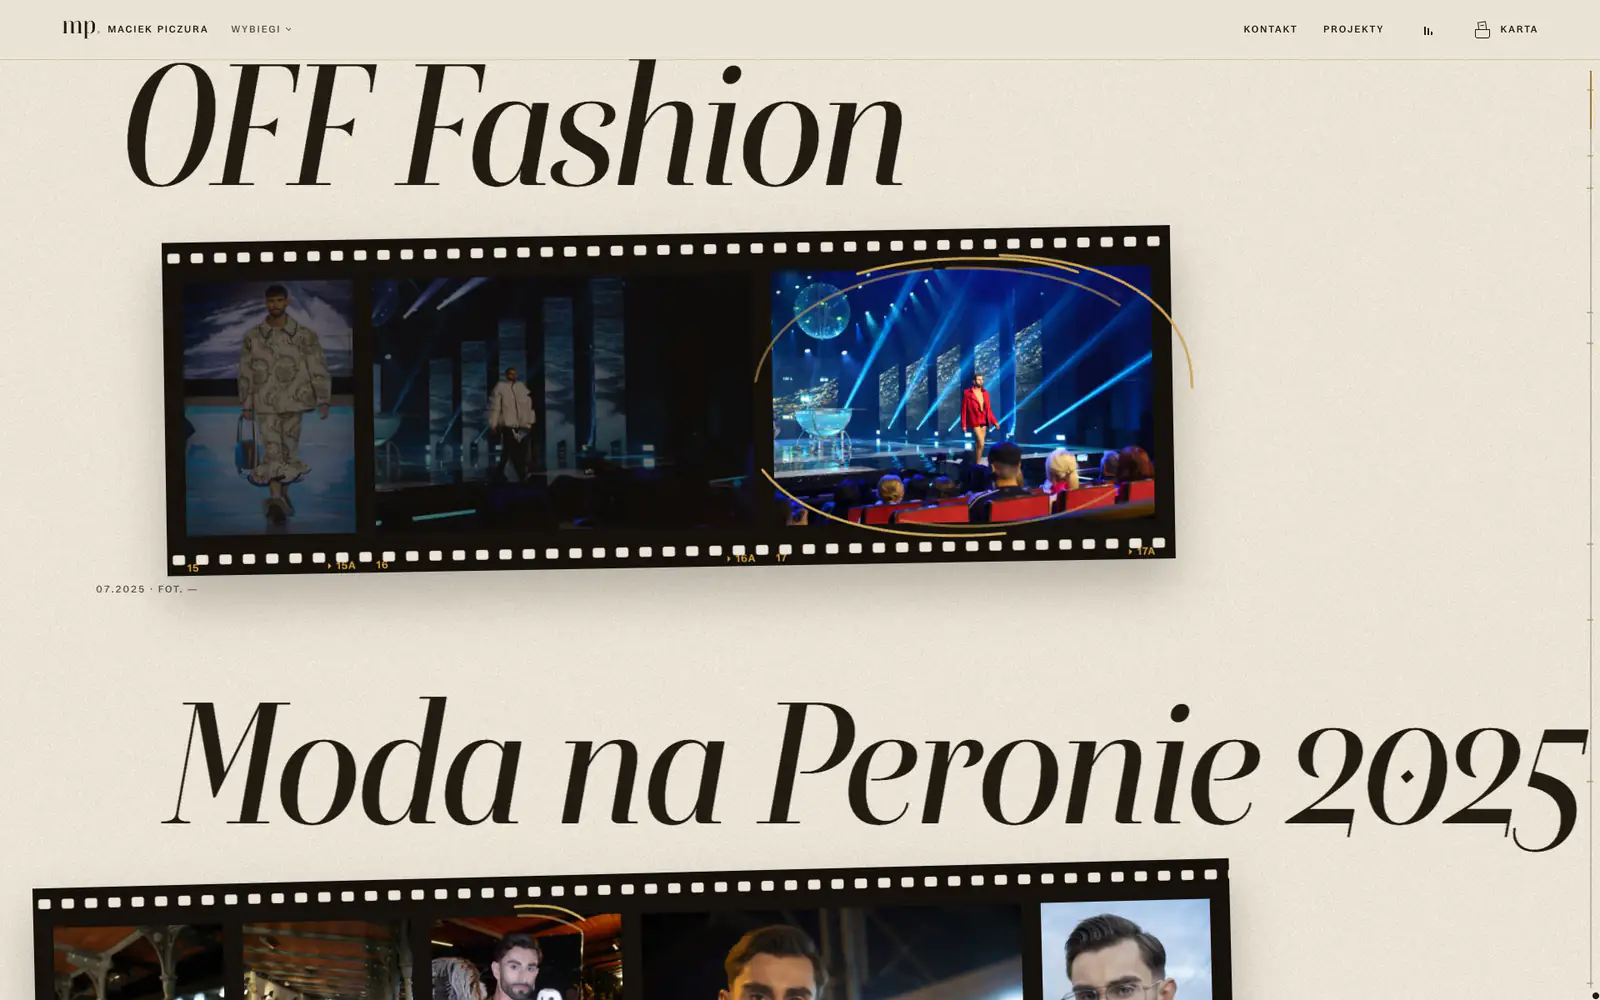 mp. MACIEK PICZURA WYBIEGI KONTAKT PROJEKTY KARTA
OFF Fashion
15 15A 16 16A 17 17A
07.2025 · FOT. —
Moda na Peronie 2025